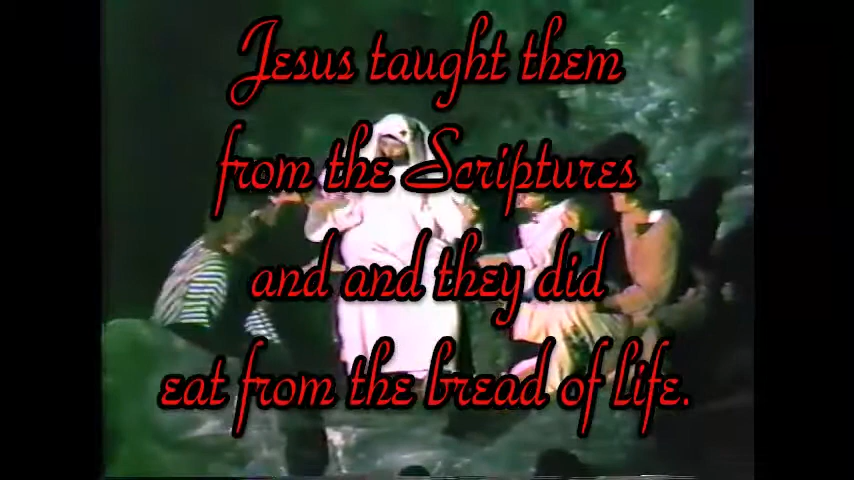 Jesus taught them
from the Scriptures
and and they did
eat from the bread of life.